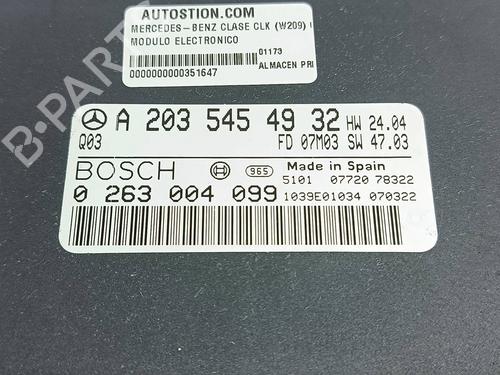 AUTOSTION.COM
MERCEDES-BENZ CLASE CLK (W209)
MODULO ELECTRONICO
01173
0000000000351647
ALMACEN PRI
A 203 545 49 32 HW 24.04
Q03 FD 07M03 SW 47.03
BOSCH 965 Made in Spain
5101 07720 78322
0 263 004 099 1039E01034 070322